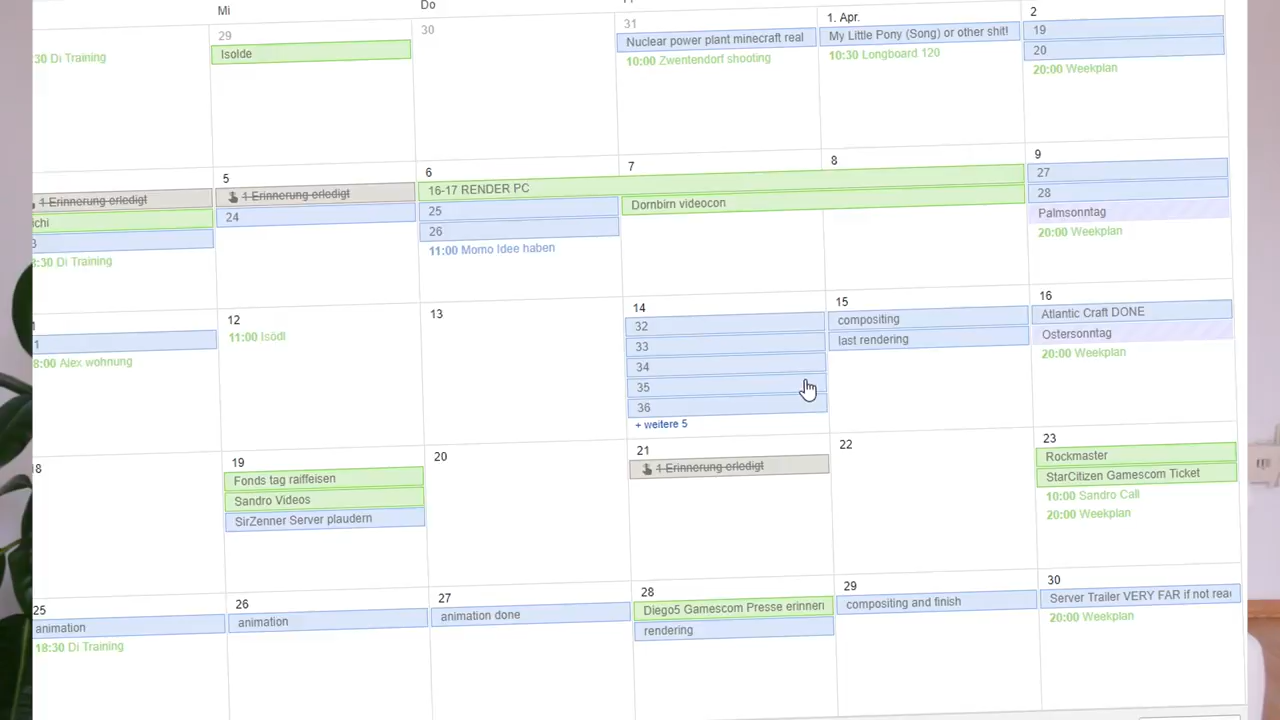 Mi
Do
29
30
31
1. Apr.
2
:30 Di Training
Isolde
Nuclear power plant minecraft real
10:00 Zwentendorf shooting
My Little Pony (Song) or other shit!
10:30 Longboard 120
19
20
20:00 Weekplan
5
6
7
8
9
1 Erinnerung erledigt
ichi
3
:30 Di Training
1 Erinnerung erledigt
24
16-17 RENDER PC
25
26
11:00 Momo Idee haben
Dornbirn videocon
27
28
Palmsonntag
20:00 Weekplan
12
13
14
15
16
1
8:00 Alex wohnung
11:00 Isödl
32
33
34
35
36
+ weitere 5
compositing
last rendering
Atlantic Craft DONE
Ostersonntag
20:00 Weekplan
18
19
20
21
22
23
Fonds tag raiffeisen
Sandro Videos
SirZenner Server plaudern
1 Erinnerung erledigt
Rockmaster
StarCitizen Gamescom Ticket
10:00 Sandro Call
20:00 Weekplan
25
26
27
28
29
30
animation
18:30 Di Training
animation
animation done
Diego5 Gamescom Presse erinnern
rendering
compositing and finish
Server Trailer VERY FAR if not rea
20:00 Weekplan